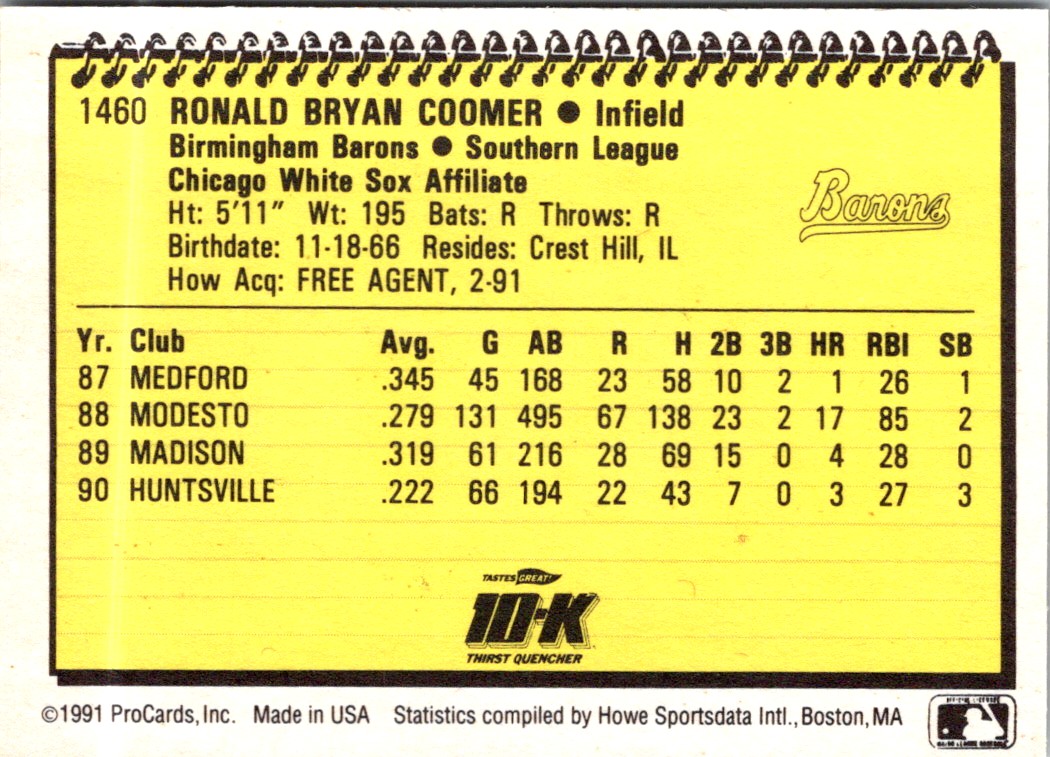 1460 RONALD BRYAN COOMER ● Infield
Birmingham Barons ● Southern League
Chicago White Sox Affiliate
Barons
Ht: 5'11" Wt: 195 Bats: R Throws: R
Birthdate: 11-18-66 Resides: Crest Hill, IL
How Acq: FREE AGENT, 2-91
Yr. Club Avg. G AB R H 2B 3B HR RBI SB
87 MEDFORD .345 45 168 23 58 10 2 1 26 1
88 MODESTO .279 131 495 67 138 23 2 17 85 2
89 MADISON .319 61 216 28 69 15 0 4 28 0
90 HUNTSVILLE .222 66 194 22 43 7 0 3 27 3
TASTES GREAT!
10-K
THIRST QUENCHER
©1991 ProCards, Inc. Made in USA Statistics compiled by Howe Sportsdata Intl., Boston, MA